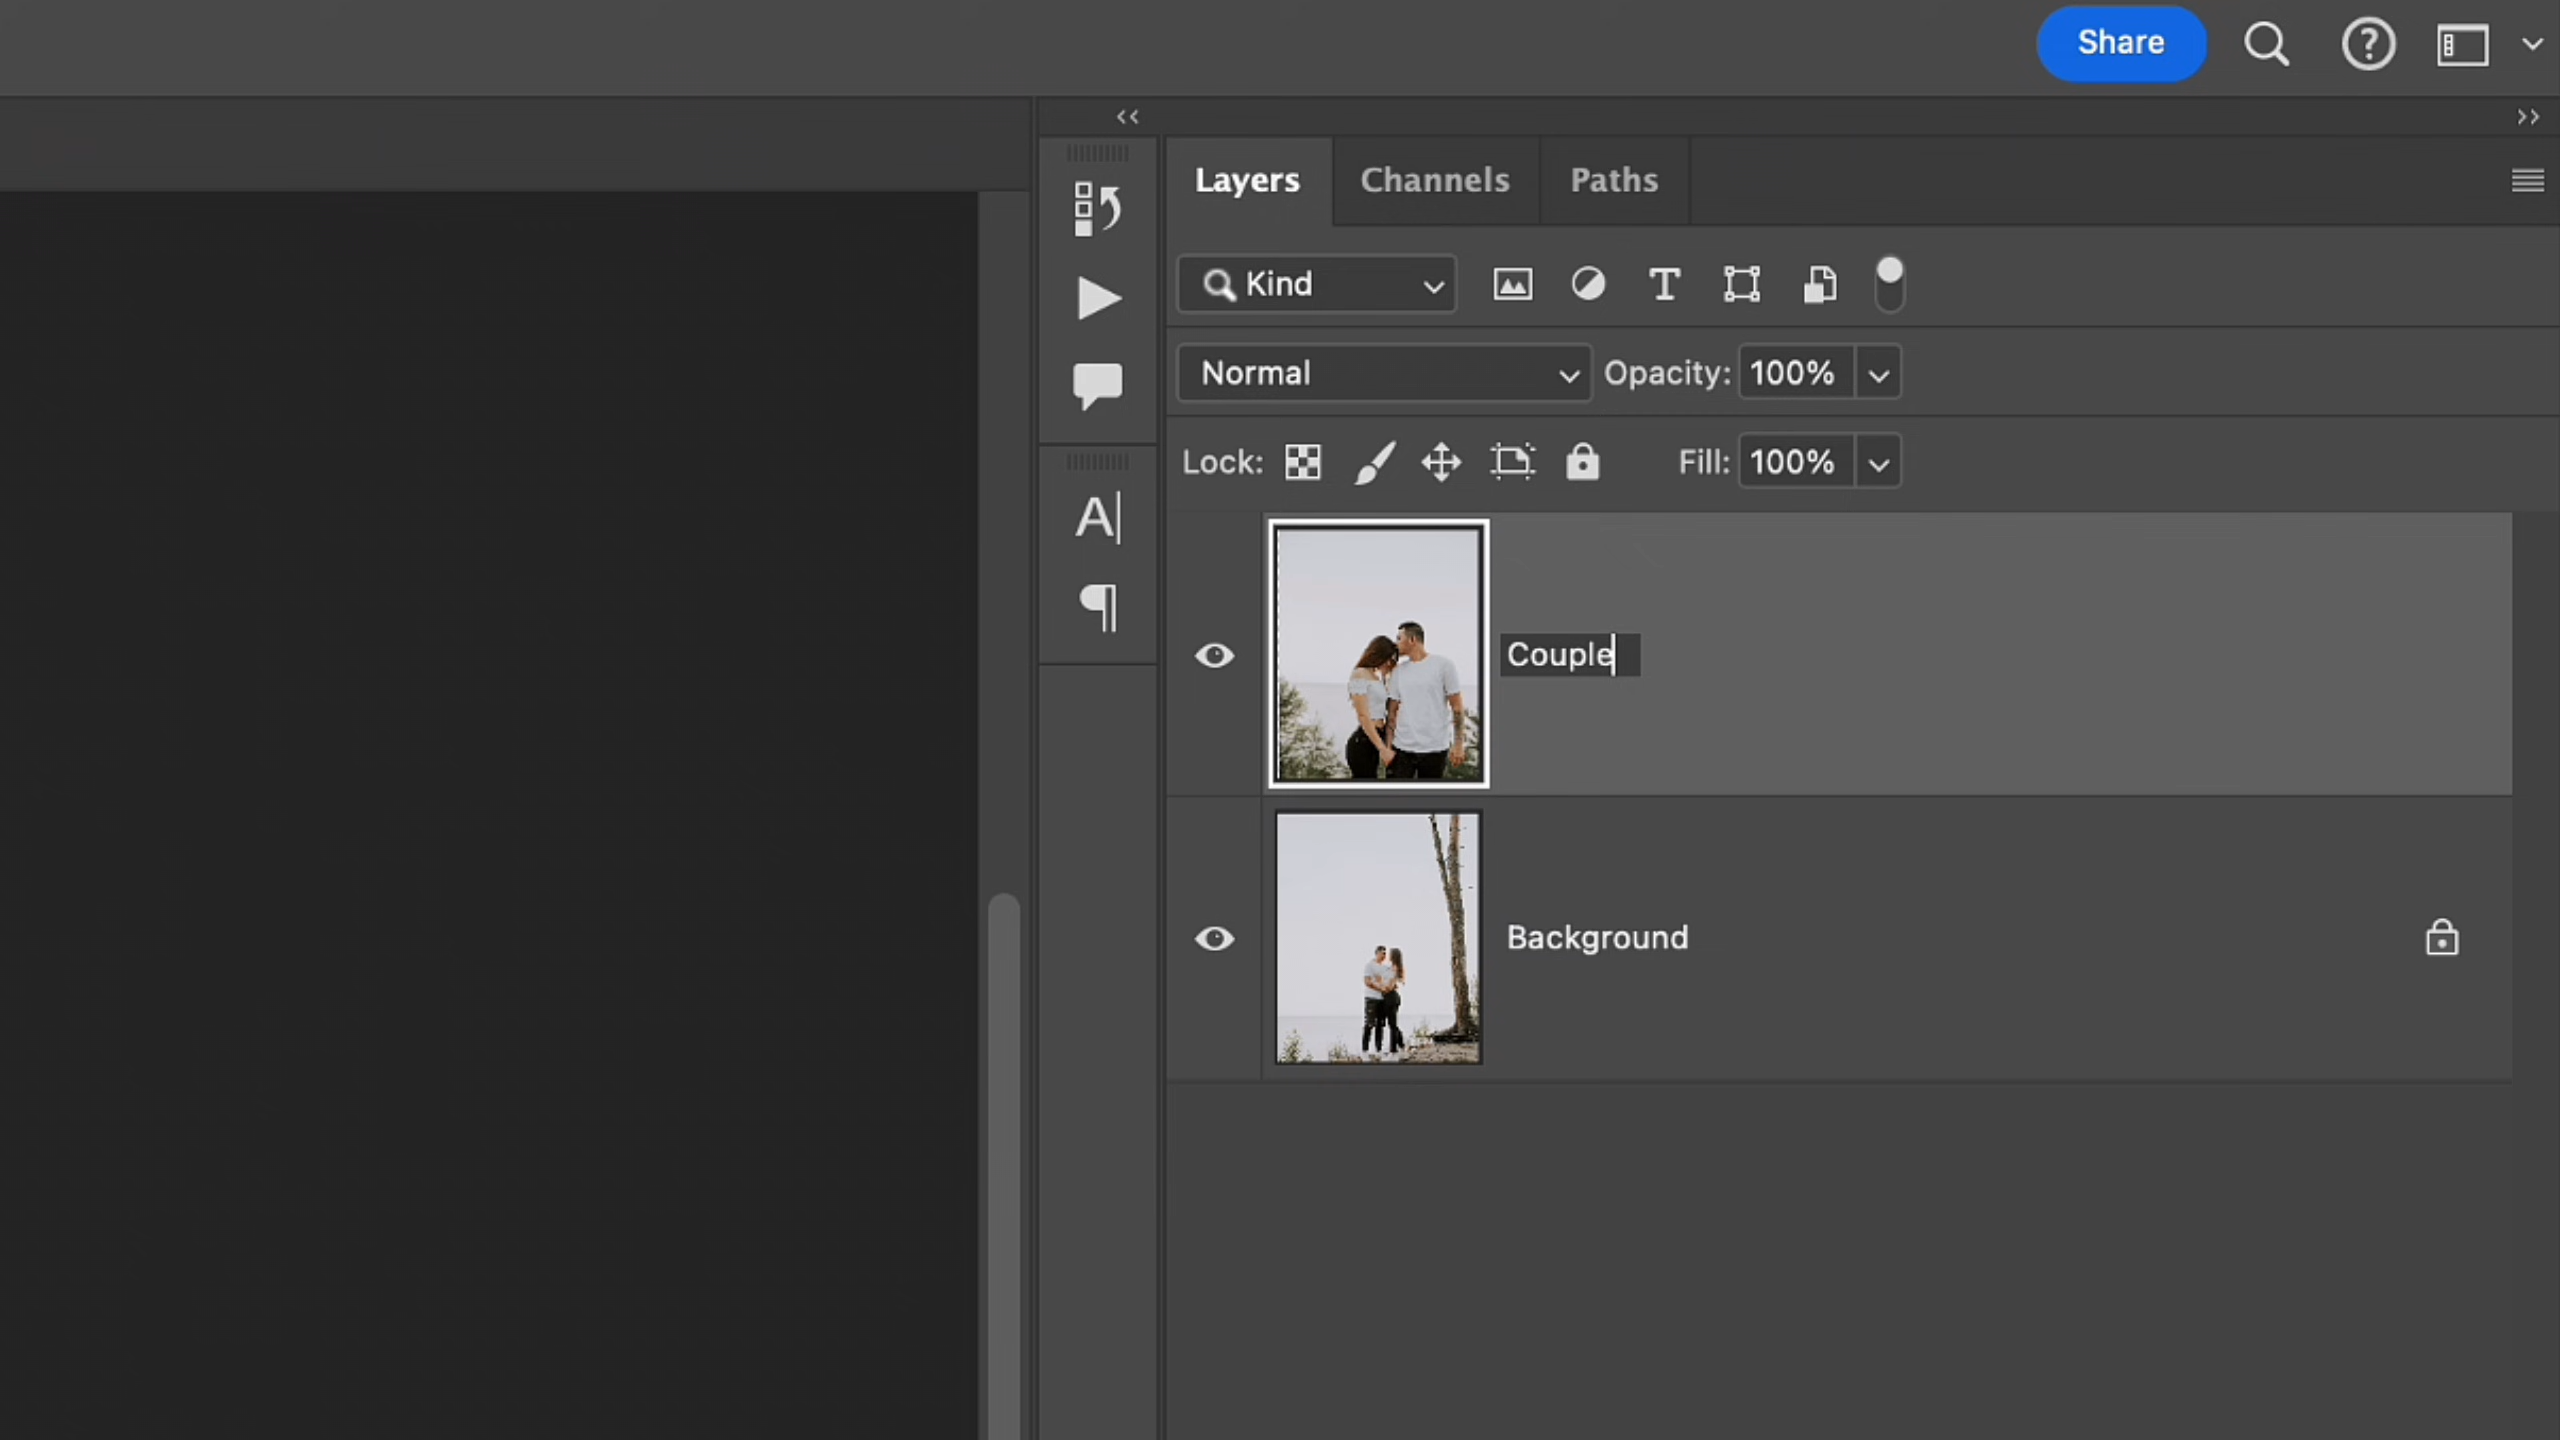 Share
Layers Channels Paths
Kind
Normal Opacity: 100%
Lock: Fill: 100%
Couple
Background